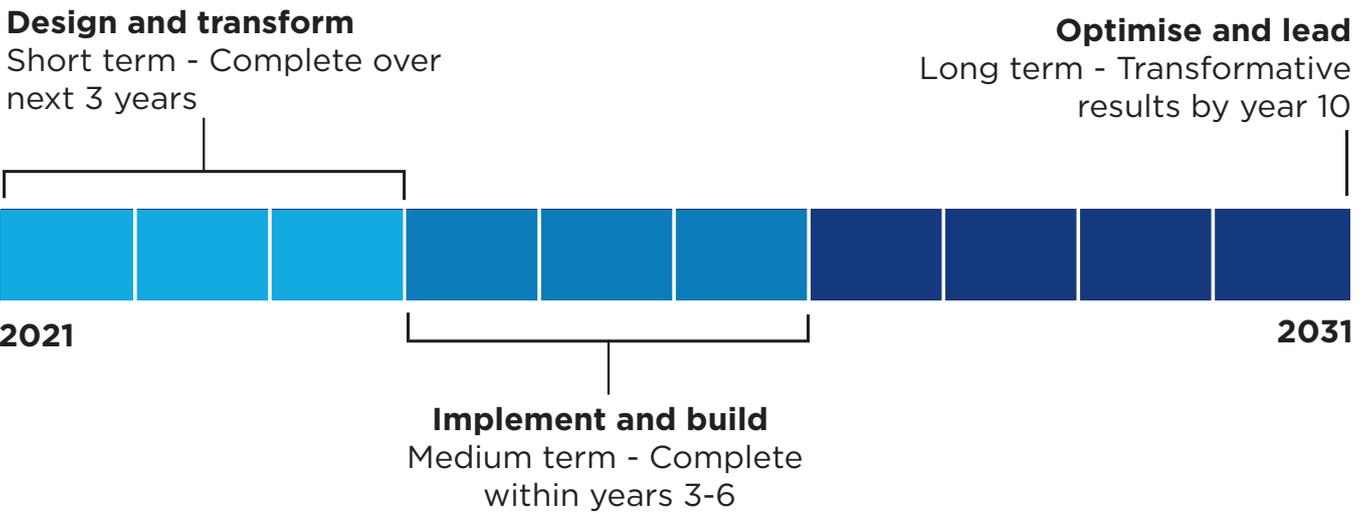 Design and transform
Short term - Complete over
next 3 years
Optimise and lead
Long term - Transformative
results by year 10
2021
2031
Implement and build
Medium term - Complete
within years 3-6